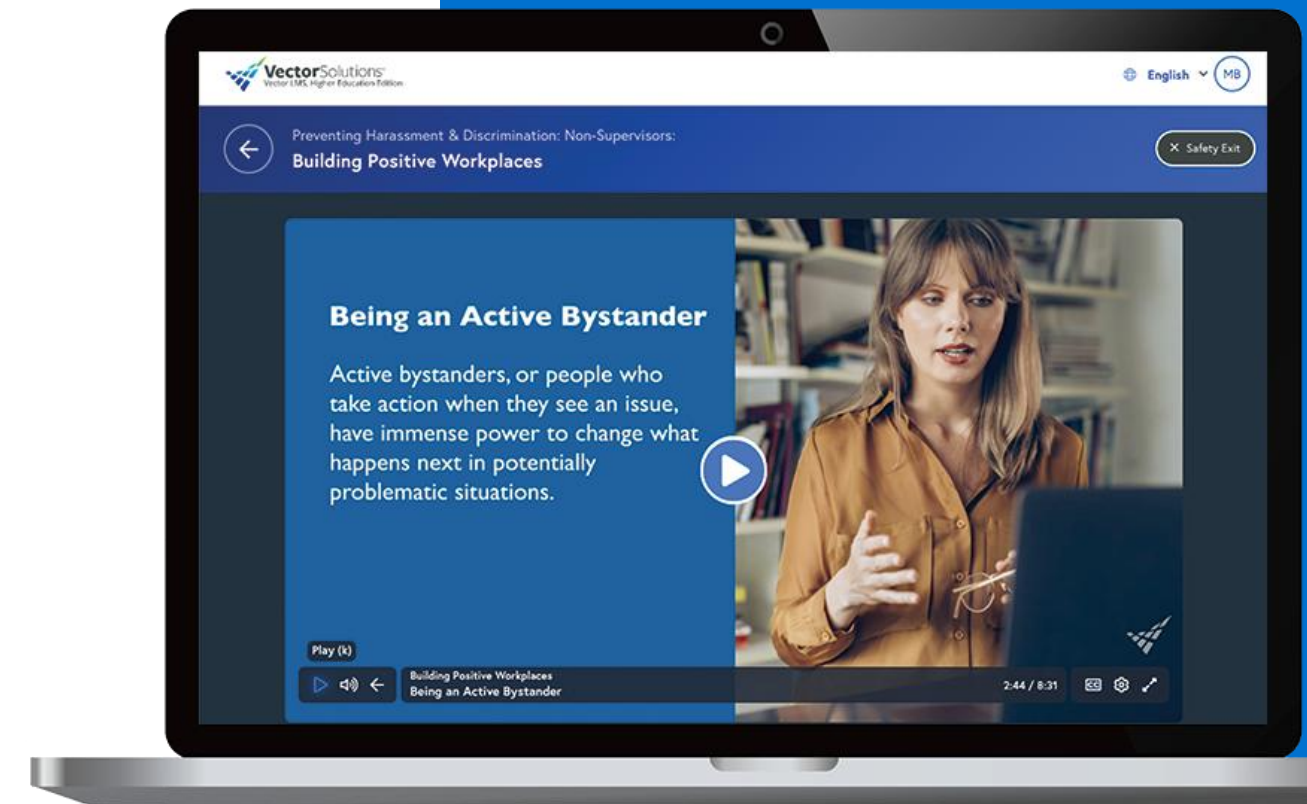 VectorSolutions
Vector LMS, Higher Education Edition
English
MB
Preventing Harassment & Discrimination: Non-Supervisors:
Building Positive Workplaces
× Safety Exit
Being an Active Bystander
Active bystanders, or people who
take action when they see an issue,
have immense power to change what
happens next in potentially
problematic situations.
Play (k)
Building Positive Workplaces
Being an Active Bystander
2:44 / 8:31
CC